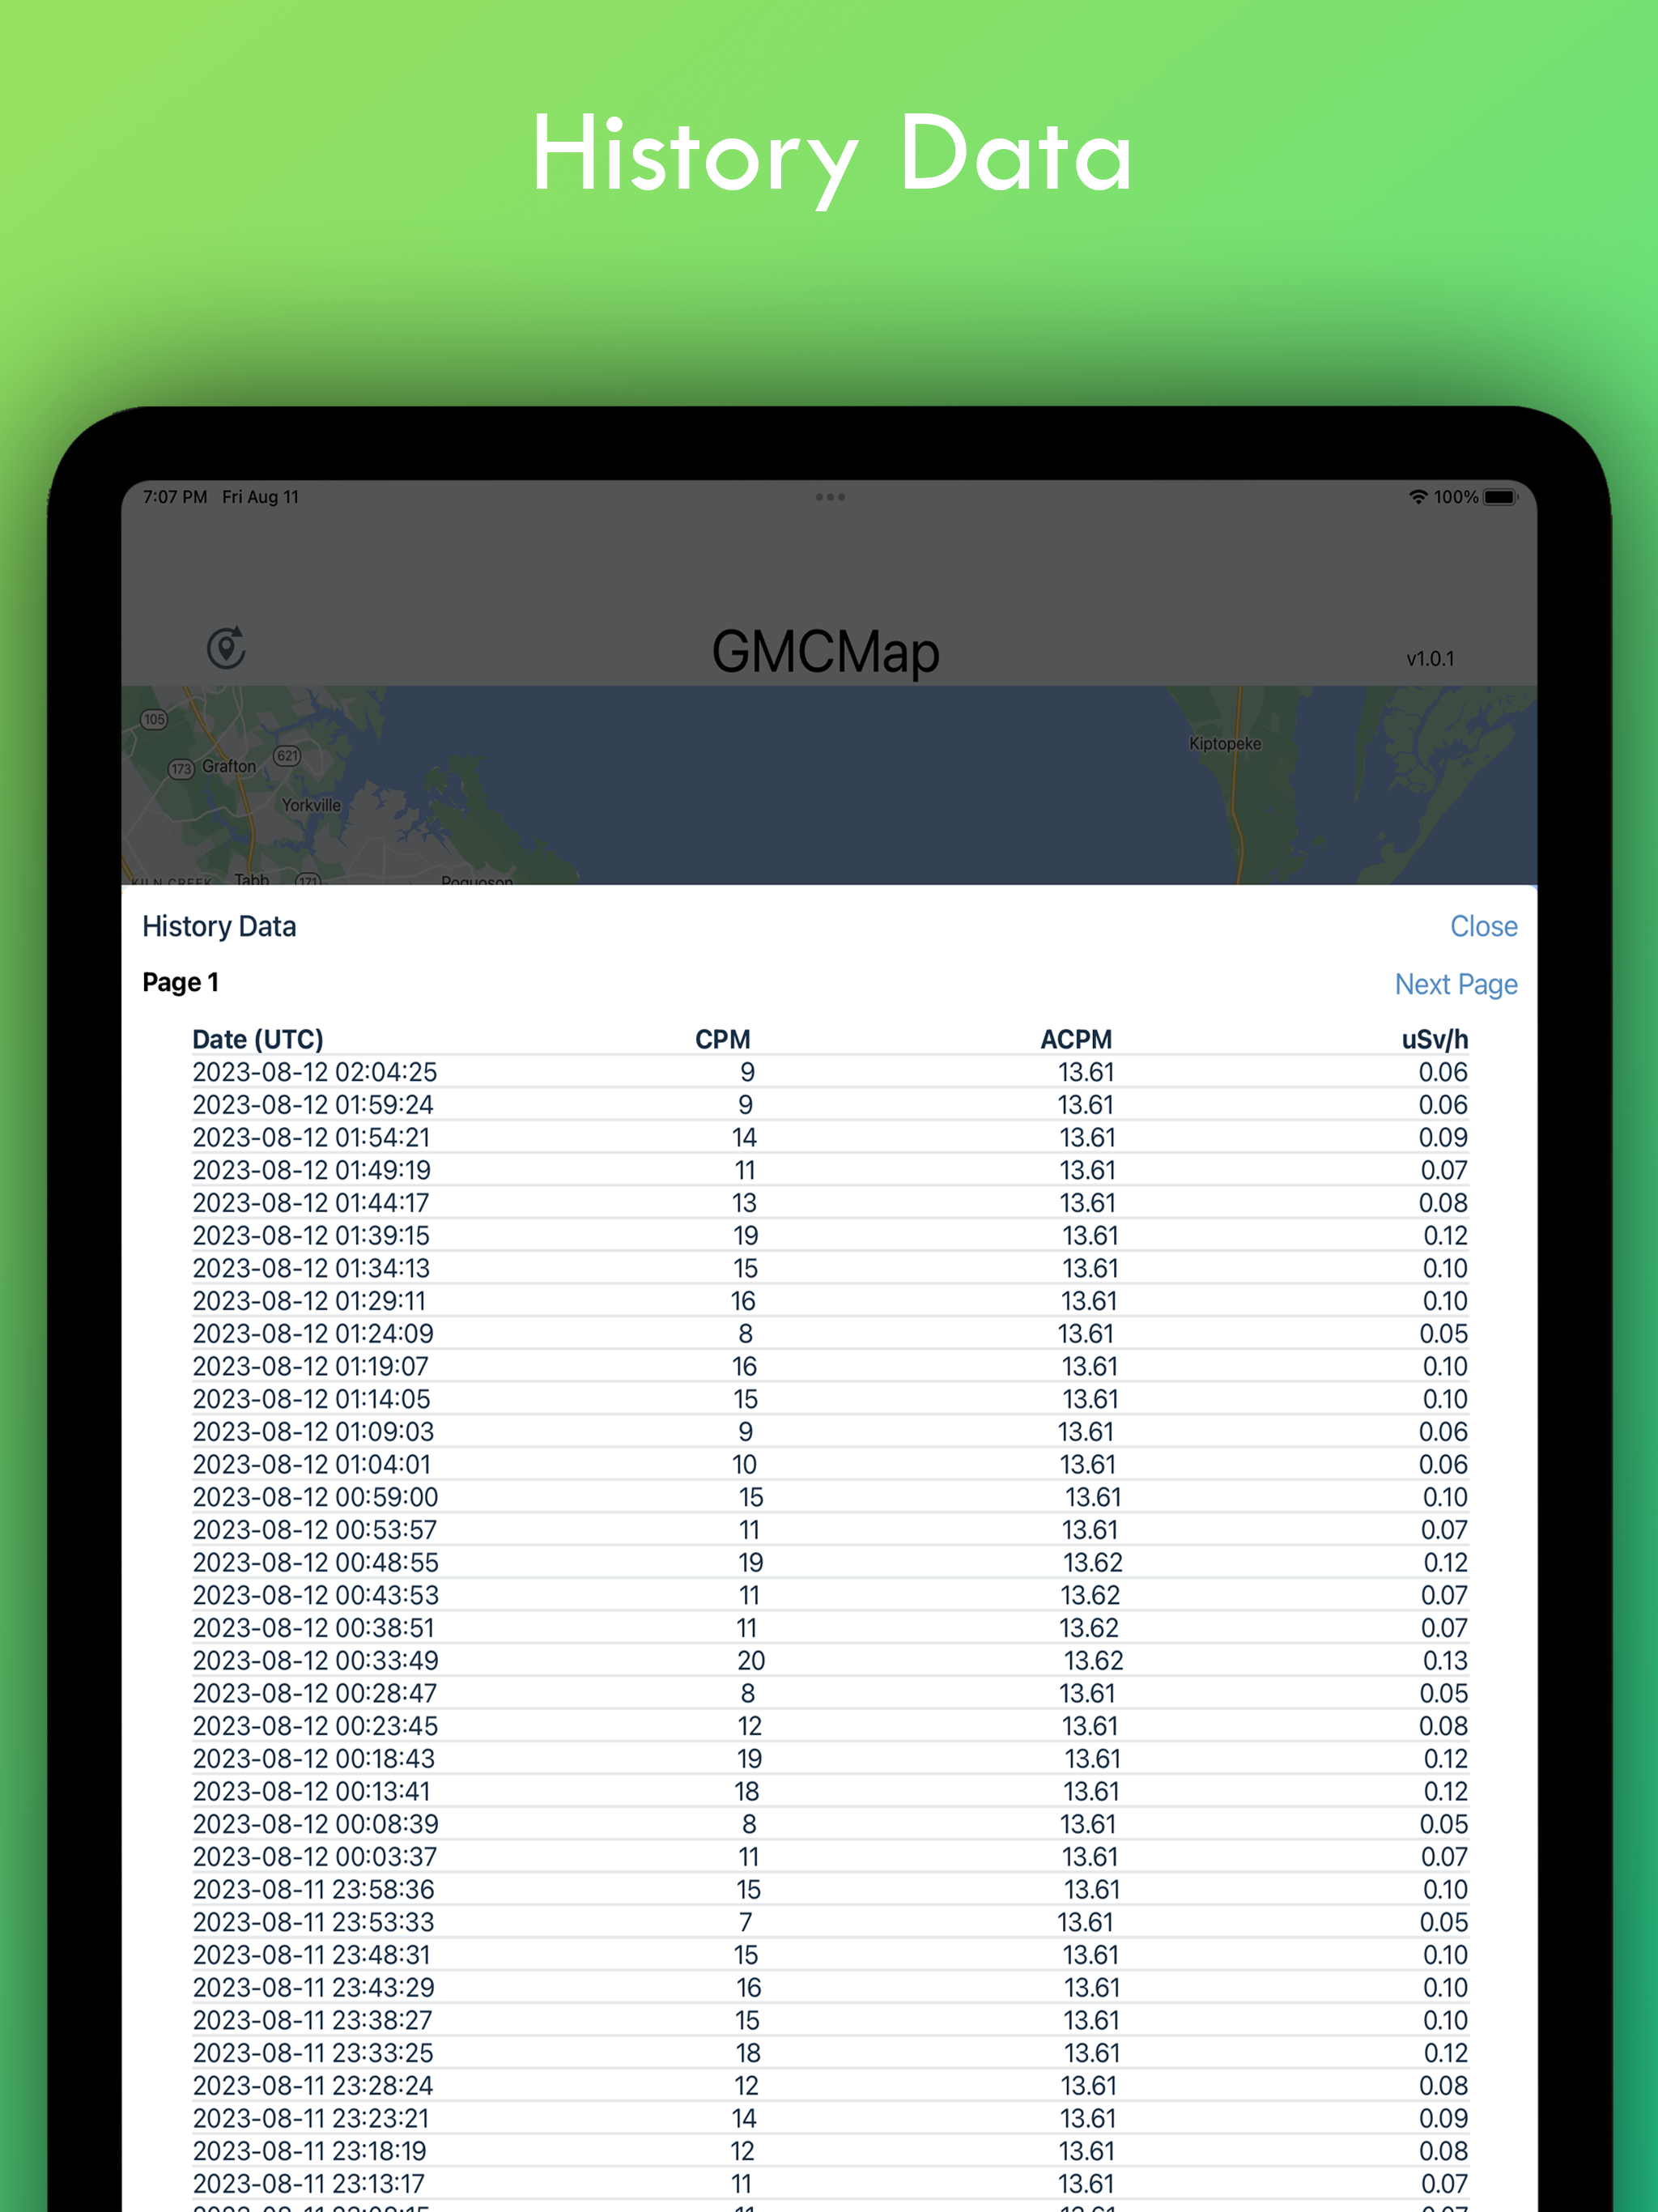 History Data
7:07 PM Fri Aug 11
100%
GMCMap
v1.0.1
105
621
173 Grafton
Kiptopeke
Yorkville
KILN CREEK Tabb 171 Poquoson
History Data Close
Page 1 Next Page
Date (UTC) CPM ACPM uSv/h
2023-08-12 02:04:25 9 13.61 0.06
2023-08-12 01:59:24 9 13.61 0.06
2023-08-12 01:54:21 14 13.61 0.09
2023-08-12 01:49:19 11 13.61 0.07
2023-08-12 01:44:17 13 13.61 0.08
2023-08-12 01:39:15 19 13.61 0.12
2023-08-12 01:34:13 15 13.61 0.10
2023-08-12 01:29:11 16 13.61 0.10
2023-08-12 01:24:09 8 13.61 0.05
2023-08-12 01:19:07 16 13.61 0.10
2023-08-12 01:14:05 15 13.61 0.10
2023-08-12 01:09:03 9 13.61 0.06
2023-08-12 01:04:01 10 13.61 0.06
2023-08-12 00:59:00 15 13.61 0.10
2023-08-12 00:53:57 11 13.61 0.07
2023-08-12 00:48:55 19 13.62 0.12
2023-08-12 00:43:53 11 13.62 0.07
2023-08-12 00:38:51 11 13.62 0.07
2023-08-12 00:33:49 20 13.62 0.13
2023-08-12 00:28:47 8 13.61 0.05
2023-08-12 00:23:45 12 13.61 0.08
2023-08-12 00:18:43 19 13.61 0.12
2023-08-12 00:13:41 18 13.61 0.12
2023-08-12 00:08:39 8 13.61 0.05
2023-08-12 00:03:37 11 13.61 0.07
2023-08-11 23:58:36 15 13.61 0.10
2023-08-11 23:53:33 7 13.61 0.05
2023-08-11 23:48:31 15 13.61 0.10
2023-08-11 23:43:29 16 13.61 0.10
2023-08-11 23:38:27 15 13.61 0.10
2023-08-11 23:33:25 18 13.61 0.12
2023-08-11 23:28:24 12 13.61 0.08
2023-08-11 23:23:21 14 13.61 0.09
2023-08-11 23:18:19 12 13.61 0.08
2023-08-11 23:13:17 11 13.61 0.07